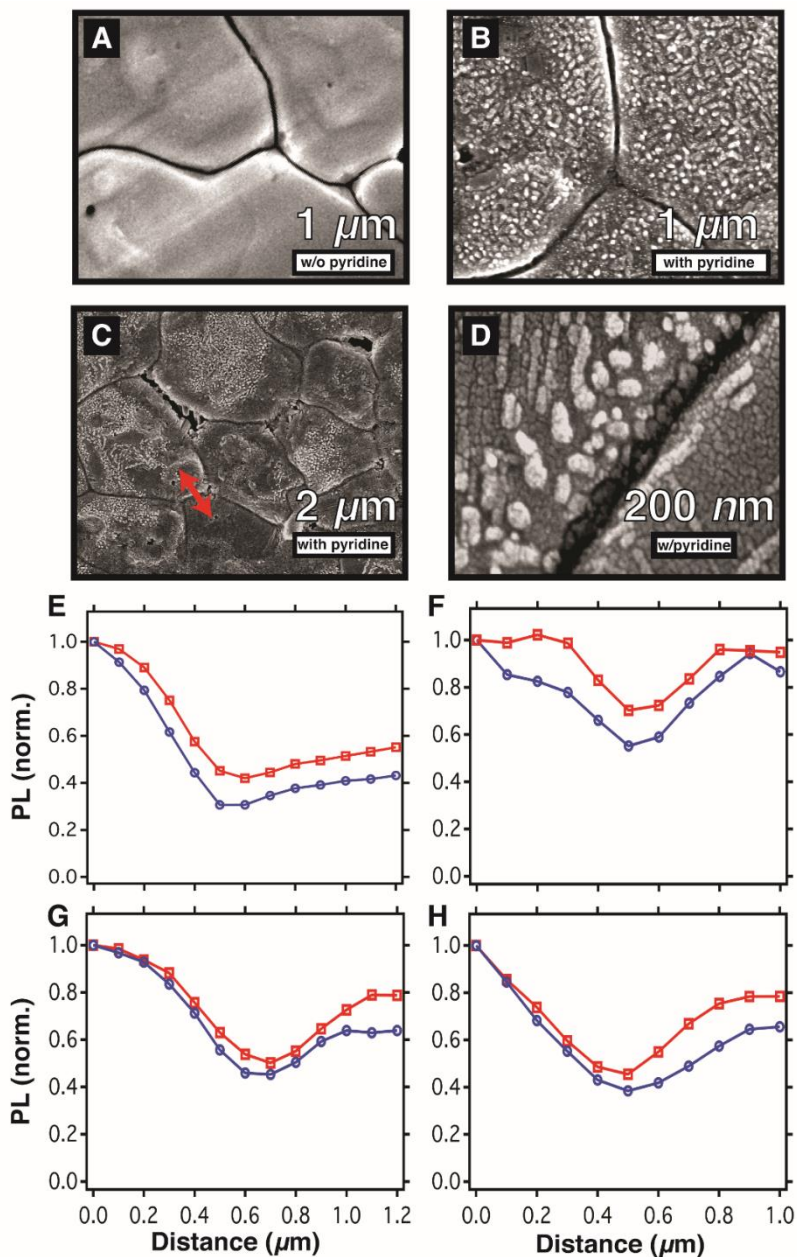 A
1 µm
w/o pyridine
B
1 µm
with pyridine
C
2 µm
with pyridine
D
200 nm
w/pyridine
E
1.0
0.8
0.6
0.4
0.2
0.0
PL (norm.)
F
1.0
0.8
0.6
0.4
0.2
0.0
G
1.0
0.8
0.6
0.4
0.2
0.0
PL (norm.)
0.0 0.2 0.4 0.6 0.8 1.0 1.2
Distance (µm)
H
1.0
0.8
0.6
0.4
0.2
0.0
0.0 0.2 0.4 0.6 0.8 1.0
Distance (µm)